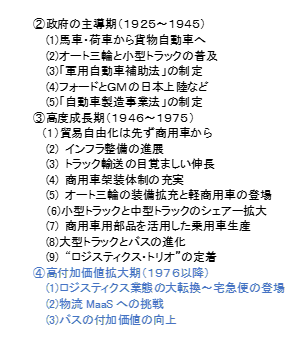 ②政府の主導期（１９２５～１９４５）
⑴馬車・荷車から貨物自動車へ
⑵オート三輪と小型トラックの普及
⑶「軍用自動車補助法」の制定
⑷フォードとＧＭの日本上陸など
⑸「自動車製造事業法」の制定
③高度成長期（１９４６～１９７５）
⑴ 貿易自由化は先ず商用車から
⑵ インフラ整備の進展
⑶ トラック輸送の目覚ましい伸長
⑷ 商用車架装体制の充実
⑸ オート三輪の装備拡充と軽商用車の登場
⑹小型トラックと中型トラックのシェアー拡大
⑺ 商用車用部品を活用した乗用車生産
⑻大型トラックとバスの進化
⑼ “ロジスティクス・トリオ”の定着
④高付加価値拡大期（１９７６以降）
⑴ロジスティクス業態の大転換～宅急便の登場
⑵物流 MaaS への挑戦
⑶バスの付加価値の向上